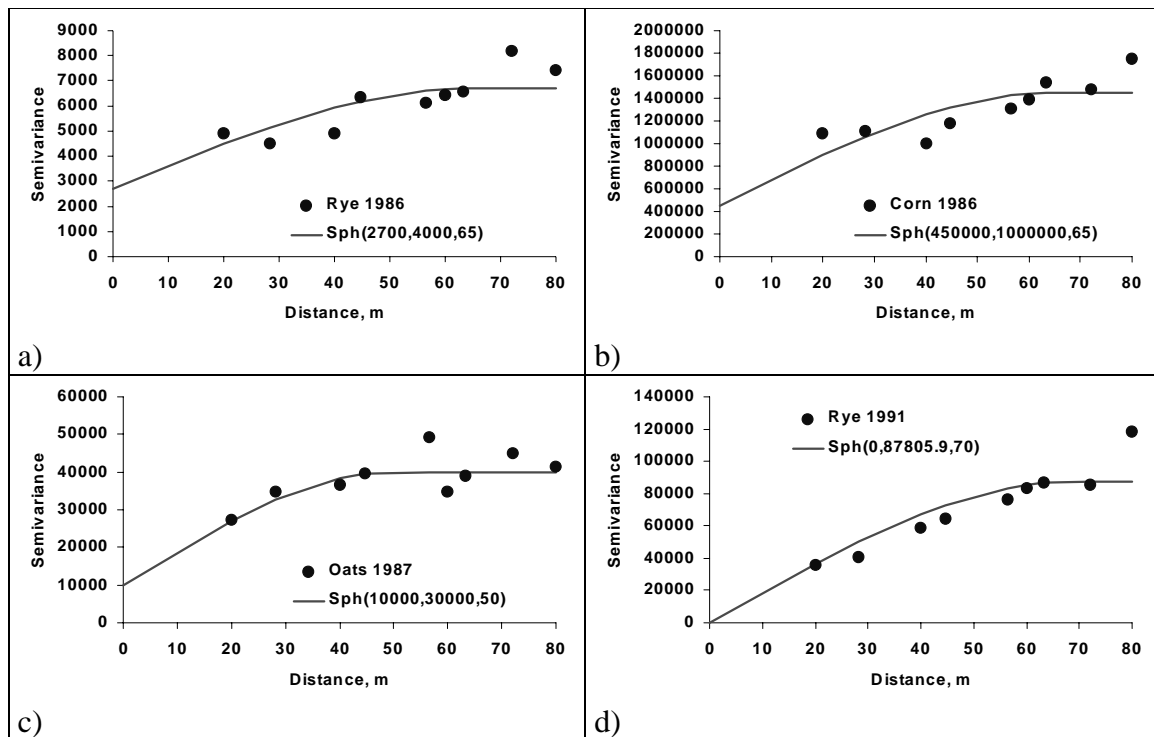 9000
8000
7000
6000
5000
4000
3000
2000
1000
0
Semivariance
Rye 1986
Sph(2700,4000,65)
0 10 20 30 40 50 60 70 80
Distance, m
a)
2000000
1800000
1600000
1400000
1200000
1000000
800000
600000
400000
200000
0
Semivariance
Corn 1986
Sph(450000,1000000,65)
0 10 20 30 40 50 60 70 80
Distance, m
b)
60000
50000
40000
30000
20000
10000
0
Semivariance
Oats 1987
Sph(10000,30000,50)
0 10 20 30 40 50 60 70 80
Distance, m
c)
140000
120000
100000
80000
60000
40000
20000
0
Semivariance
Rye 1991
Sph(0,87805.9,70)
0 10 20 30 40 50 60 70 80
Distance, m
d)